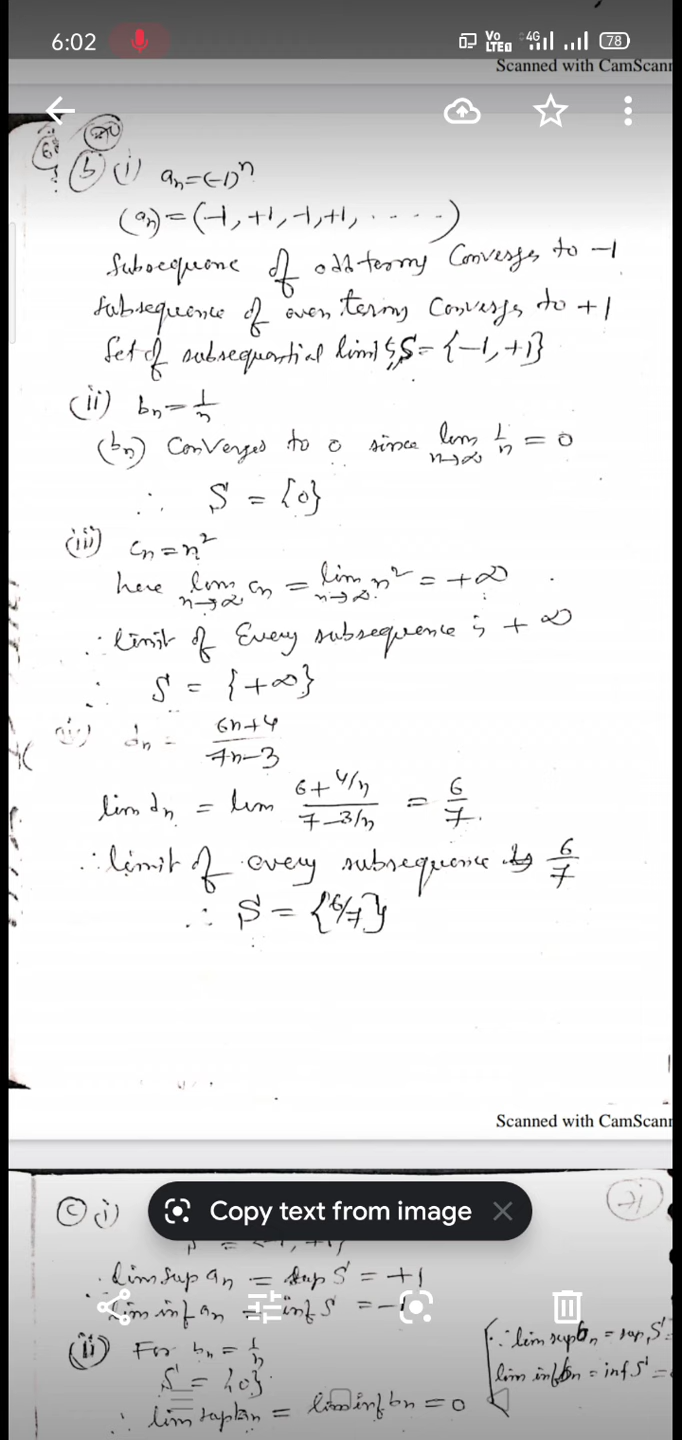 6:02 Vo LTE 4G 78
Scanned with CamScan
(b) (i) aₙ=(-1)ⁿ
(aₙ)=(-1, +1, -1, +1, ·····)
Subsequence of odd terms Converges to -1
Subsequence of even terms Converges to +1
Set of subsequential limits S = {-1, +1}
(ii) bₙ = 1/n
(bₙ) Converges to 0 since lim n→∞ 1/n = 0
∴ S = {0}
(iii) cₙ = n²
here lim n→∞ cₙ = lim n→∞ n² = +∞
∴ limit of Every subsequence is +∞
∴ S = {+∞}
dₙ = 6n+4/7n-3
lim dₙ = lim 6+4/n / 7-3/n = 6/7.
∴ limit of every subsequence is 6/7
∴ S = {6/7}
Scanned with CamScan
(c) (i)
Copy text from image
∴ lim sup aₙ = sup S = +1
lim inf aₙ = inf S = -1
(ii) For bₙ = 1/n
S = {0}
∴ lim sup bₙ = lim inf bₙ = 0
∵ lim sup bₙ = sup S =
lim inf bₙ = inf S =